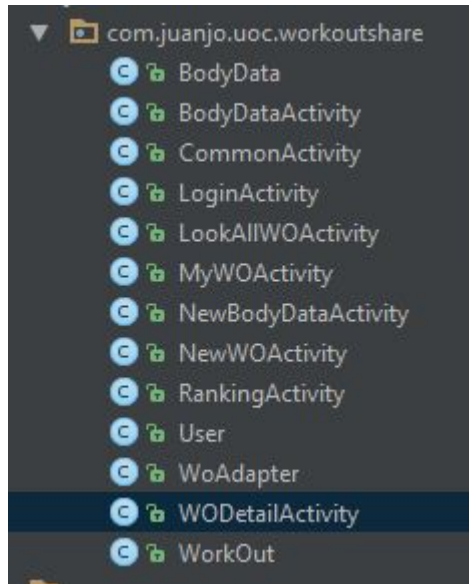 com.juanjo.uoc.workoutshare
BodyData
BodyDataActivity
CommonActivity
LoginActivity
LookAllWOActivity
MyWOActivity
NewBodyDataActivity
NewWOActivity
RankingActivity
User
WoAdapter
WODetailActivity
WorkOut